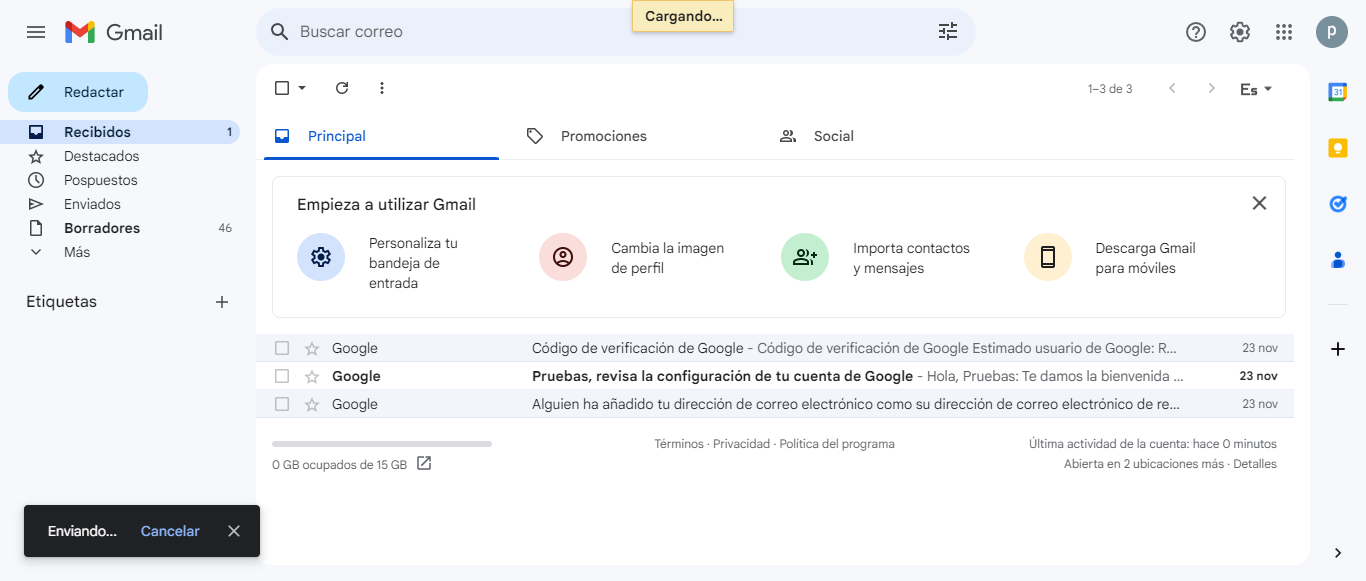 Cargando...
Gmail
Buscar correo
p
Redactar
1–3 de 3
Es
31
Recibidos 1
Destacados
Pospuestos
Enviados
Borradores 46
Más
Etiquetas
Principal
Promociones
Social
Empieza a utilizar Gmail
Personaliza tu
bandeja de
entrada
Cambia la imagen
de perfil
Importa contactos
y mensajes
Descarga Gmail
para móviles
Google Código de verificación de Google - Código de verificación de Google Estimado usuario de Google: R... 23 nov
Google Pruebas, revisa la configuración de tu cuenta de Google - Hola, Pruebas: Te damos la bienvenida ... 23 nov
Google Alguien ha añadido tu dirección de correo electrónico como su dirección de correo electrónico de re... 23 nov
0 GB ocupados de 15 GB
Términos · Privacidad · Política del programa
Última actividad de la cuenta: hace 0 minutos
Abierta en 2 ubicaciones más · Detalles
Enviando... Cancelar